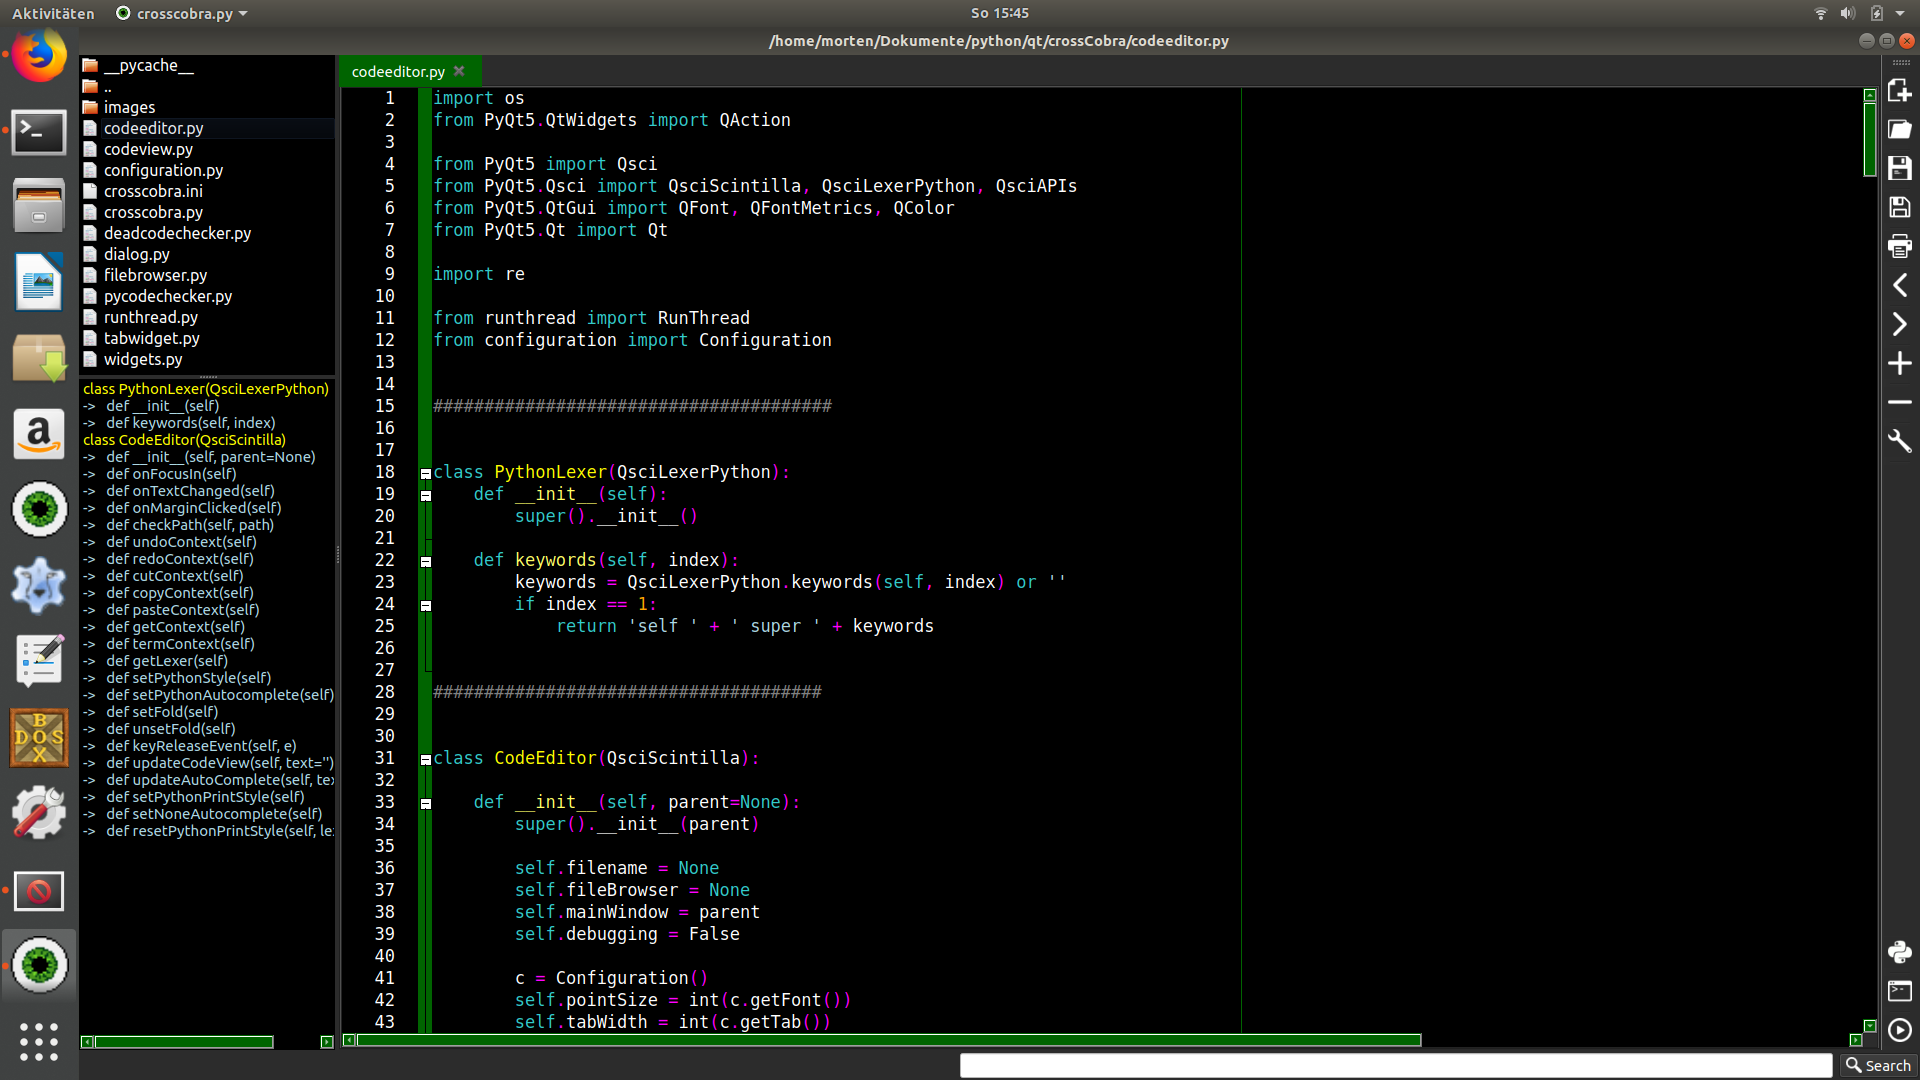 Aktivitäten
crosscobra.py
So 15:45
/home/morten/Dokumente/python/qt/crossCobra/codeeditor.py
__pycache__
..
images
codeeditor.py
codeview.py
configuration.py
crosscobra.ini
crosscobra.py
deadcodechecker.py
dialog.py
filebrowser.py
pycodechecker.py
runthread.py
tabwidget.py
widgets.py
class PythonLexer(QsciLexerPython)
-> def __init__(self)
-> def keywords(self, index)
class CodeEditor(QsciScintilla)
-> def __init__(self, parent=None)
-> def onFocusIn(self)
-> def onTextChanged(self)
-> def onMarginClicked(self)
-> def checkPath(self, path)
-> def undoContext(self)
-> def redoContext(self)
-> def cutContext(self)
-> def copyContext(self)
-> def pasteContext(self)
-> def getContext(self)
-> def termContext(self)
-> def getLexer(self)
-> def setPythonStyle(self)
-> def setPythonAutocomplete(self)
-> def setFold(self)
-> def unsetFold(self)
-> def keyReleaseEvent(self, e)
-> def updateCodeView(self, text='')
-> def updateAutoComplete(self, tex
-> def setPythonPrintStyle(self)
-> def setNoneAutocomplete(self)
-> def resetPythonPrintStyle(self, le
codeeditor.py
1 import os
2 from PyQt5.QtWidgets import QAction
3
4 from PyQt5 import Qsci
5 from PyQt5.Qsci import QsciScintilla, QsciLexerPython, QsciAPIs
6 from PyQt5.QtGui import QFont, QFontMetrics, QColor
7 from PyQt5.Qt import Qt
8
9 import re
10
11 from runthread import RunThread
12 from configuration import Configuration
13
14
15 #######################################
16
17
18 class PythonLexer(QsciLexerPython):
19     def __init__(self):
20         super().__init__()
21
22     def keywords(self, index):
23         keywords = QsciLexerPython.keywords(self, index) or ''
24         if index == 1:
25             return 'self ' + ' super ' + keywords
26
27
28 ######################################
29
30
31 class CodeEditor(QsciScintilla):
32
33     def __init__(self, parent=None):
34         super().__init__(parent)
35
36         self.filename = None
37         self.fileBrowser = None
38         self.mainWindow = parent
39         self.debugging = False
40
41         c = Configuration()
42         self.pointSize = int(c.getFont())
43         self.tabWidth = int(c.getTab())
Search
a
DOS
BOX